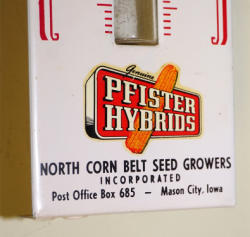 Genuine
PFISTER
HYBRIDS
NORTH CORN BELT SEED GROWERS
INCORPORATED
Post Office Box 685 — Mason City, Iowa